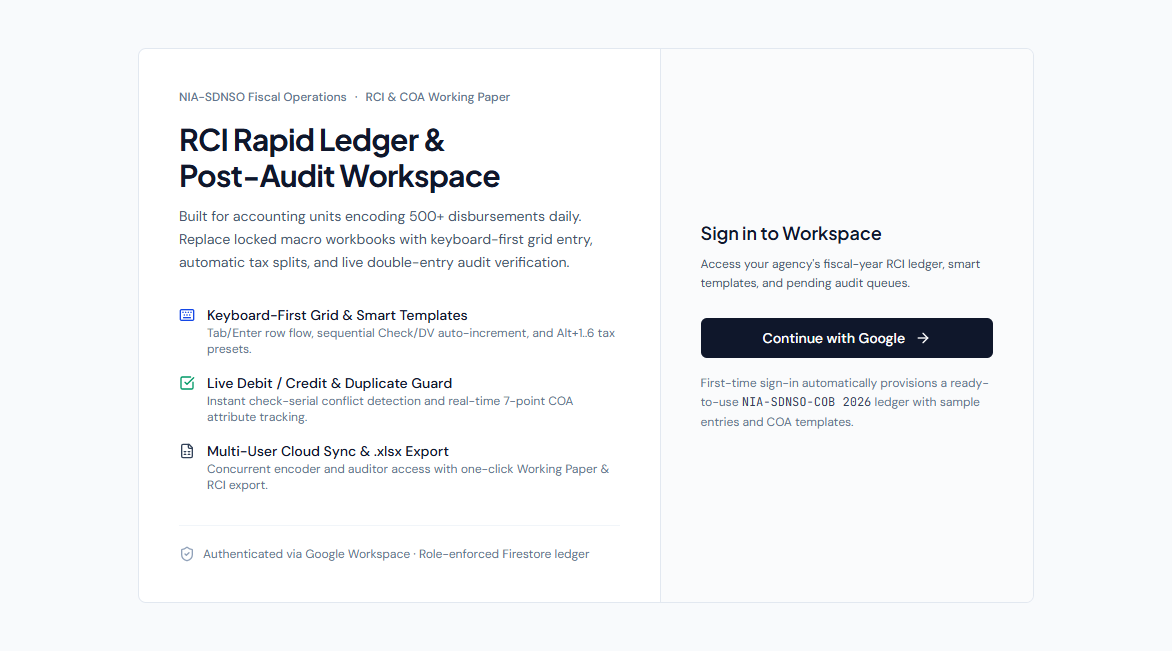 NIA-SDNSO Fiscal Operations · RCI & COA Working Paper
RCI Rapid Ledger &
Post-Audit Workspace
Built for accounting units encoding 500+ disbursements daily.
Replace locked macro workbooks with keyboard-first grid entry,
automatic tax splits, and live double-entry audit verification.
Keyboard-First Grid & Smart Templates
Tab/Enter row flow, sequential Check/DV auto-increment, and Alt+1..6 tax
presets.
Live Debit / Credit & Duplicate Guard
Instant check-serial conflict detection and real-time 7-point COA
attribute tracking.
Multi-User Cloud Sync & .xlsx Export
Concurrent encoder and auditor access with one-click Working Paper &
RCI export.
Authenticated via Google Workspace · Role-enforced Firestore ledger
Sign in to Workspace
Access your agency's fiscal-year RCI ledger, smart
templates, and pending audit queues.
Continue with Google →
First-time sign-in automatically provisions a ready-
to-use NIA-SDNSO-COB 2026 ledger with sample
entries and COA templates.